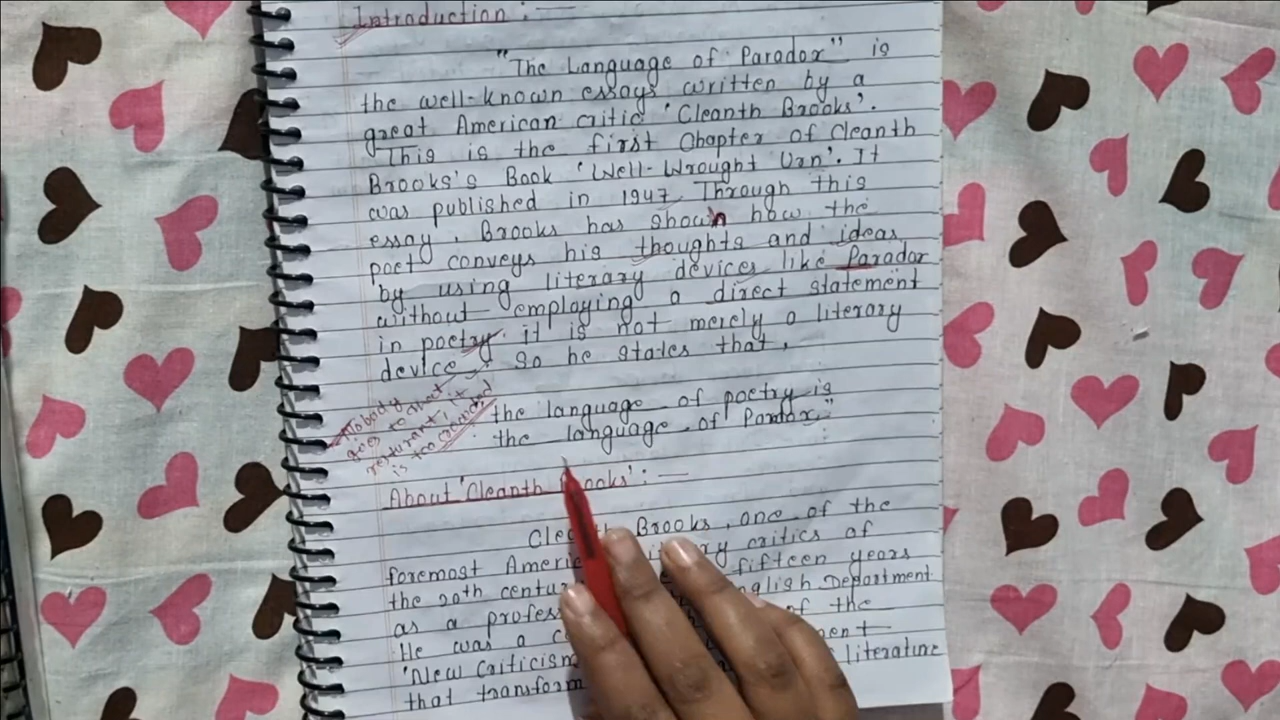 Introduction : —
"The Language of Paradox" is
the well-known essays written by a
great American critic 'Cleanth Brooks'.
This is the first Chapter of Cleanth
Brooks's Book 'Well-Wrought Urn'. It
was published in 1947. Through this
essay, Brooks has shown how the
poet conveys his thoughts and ideas
by using literary devices like Paradox
without employing a direct statement
in poetry. it is not merely a literary
device. So he states that,
Nobody
goes to that
resturant, it
is too crowded
the language of poetry is
the language of Paradox."
About 'Cleanth Brooks' : —
Brooks, one of the
foremost critics of
the 20th fifteen years
as a English Department
He was a of the
'New Criticism
that literature